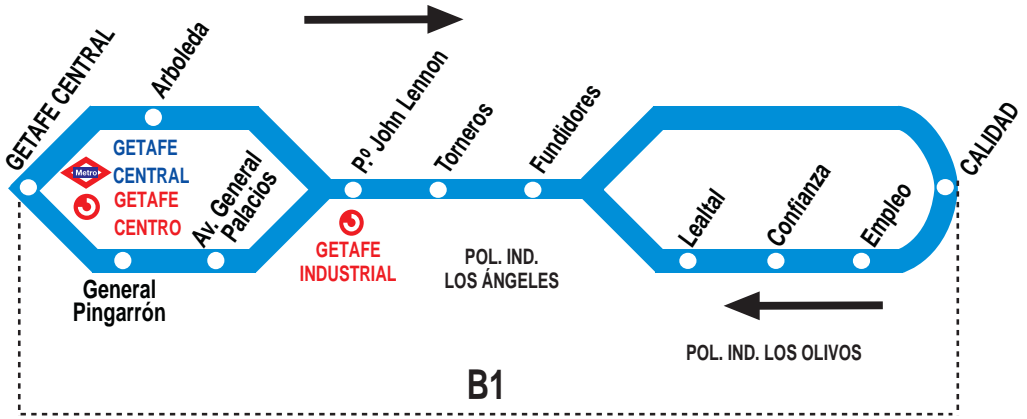 GETAFE CENTRAL
Arboleda
GETAFE
CENTRAL
Metro
GETAFE
CENTRO
General
Pingarrón
Av. General
Palacios
P.º John Lennon
GETAFE
INDUSTRIAL
Torneros
Fundidores
POL. IND.
LOS ÁNGELES
Lealtal
Confianza
Empleo
CALIDAD
POL. IND. LOS OLIVOS
B1